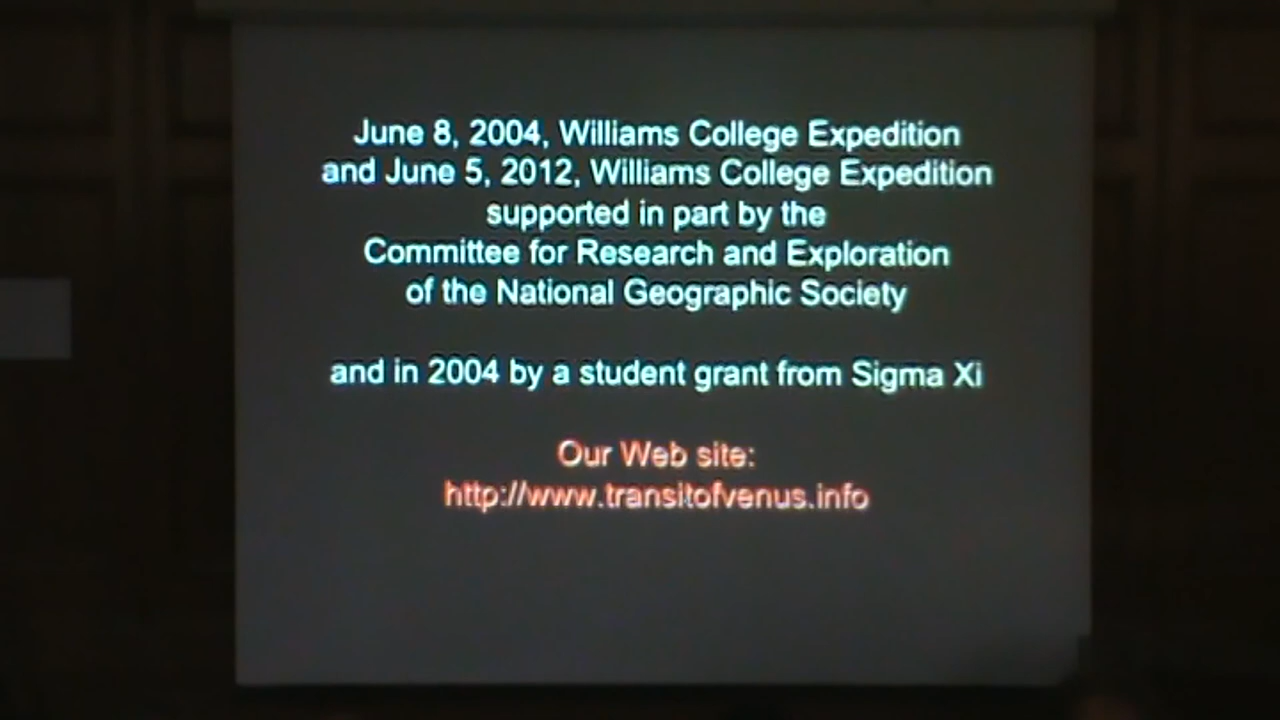 June 8, 2004, Williams College Expedition
and June 5, 2012, Williams College Expedition
supported in part by the
Committee for Research and Exploration
of the National Geographic Society
and in 2004 by a student grant from Sigma Xi
Our Web site:
http://www.transitofvenus.info